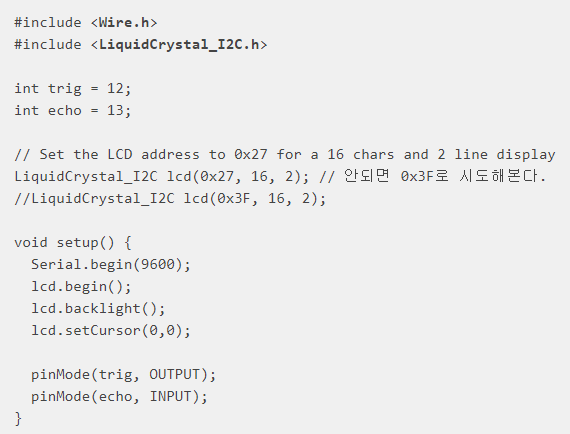 #include <Wire.h>
#include <LiquidCrystal_I2C.h>

int trig = 12;
int echo = 13;

// Set the LCD address to 0x27 for a 16 chars and 2 line display
LiquidCrystal_I2C lcd(0x27, 16, 2); // 안되면 0x3F로 시도해본다.
//LiquidCrystal_I2C lcd(0x3F, 16, 2);

void setup() {
  Serial.begin(9600);
  lcd.begin();
  lcd.backlight();
  lcd.setCursor(0,0);

  pinMode(trig, OUTPUT);
  pinMode(echo, INPUT);
}